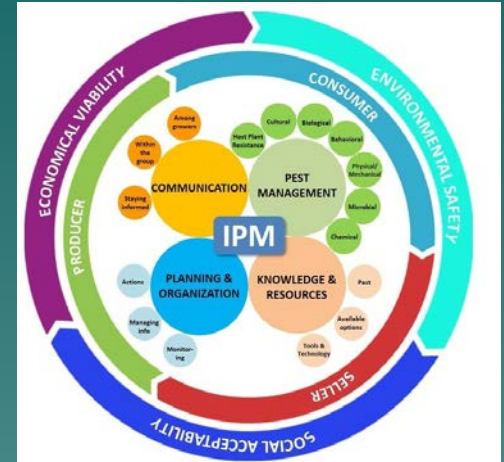 ECONOMICAL VIABILITY
ENVIRONMENTAL SAFETY
SOCIAL ACCEPTABILITY
PRODUCER
CONSUMER
SELLER
COMMUNICATION
Among
growers
Within
the
group
Staying
informed
PEST
MANAGEMENT
Host Plant
Resistance
Cultural
Biological
Behavioral
Physical/
Mechanical
Microbial
Chemical
IPM
PLANNING &
ORGANIZATION
Actions
Managing
info
Monitor-
ing
KNOWLEDGE &
RESOURCES
Pest
Available
options
Tools &
Technology